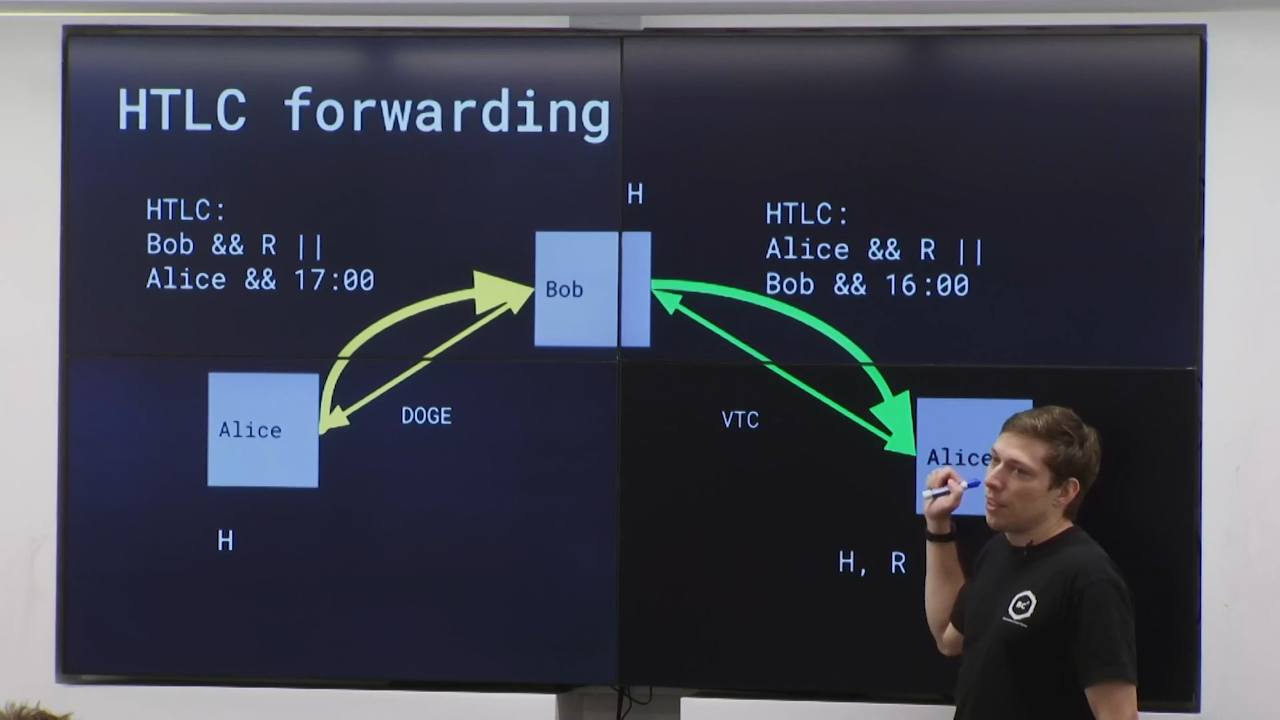 HTLC forwarding
HTLC:
Bob && R ||
Alice && 17:00
H
HTLC:
Alice && R ||
Bob && 16:00
Bob
Alice
DOGE
VTC
Alice
H
H, R